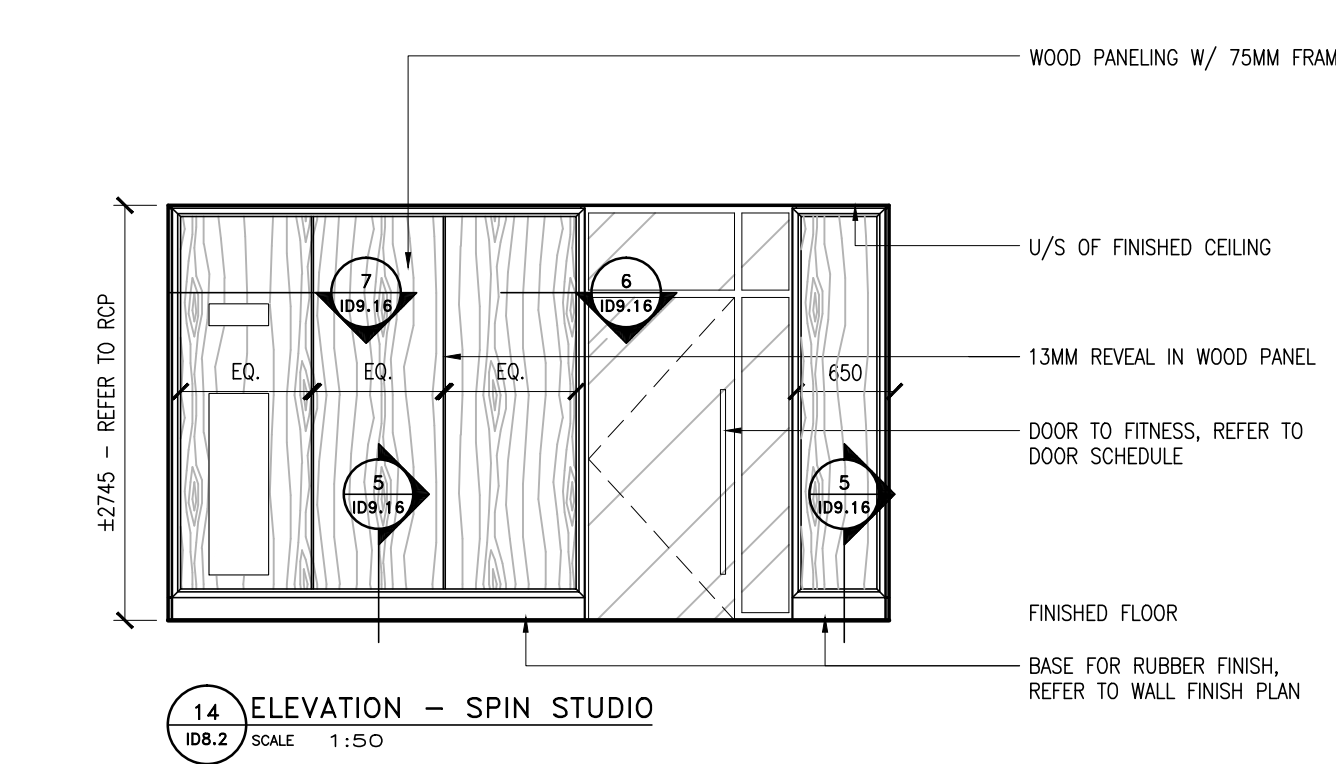 WOOD PANELING W/ 75MM FRAM
U/S OF FINISHED CEILING
7
ID9.16
6
ID9.16
±2745 - REFER TO RCP
13MM REVEAL IN WOOD PANEL
EQ.
EQ.
EQ.
650
DOOR TO FITNESS, REFER TO
DOOR SCHEDULE
5
ID9.16
5
ID9.16
FINISHED FLOOR
BASE FOR RUBBER FINISH,
REFER TO WALL FINISH PLAN
14
ID8.2
ELEVATION - SPIN STUDIO
SCALE 1:50